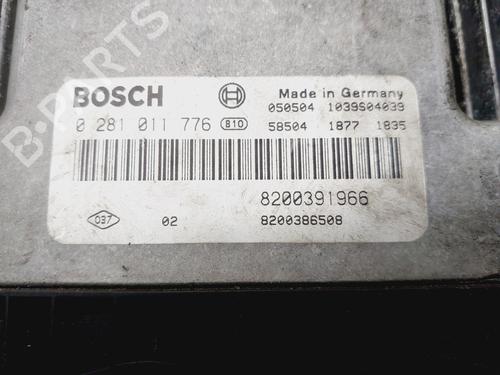 BOSCH
Made in Germany
050504 1039S04039
0 281 011 776 810
58504 1877 1835
8200391966
037 02 8200386508
B-PARTS